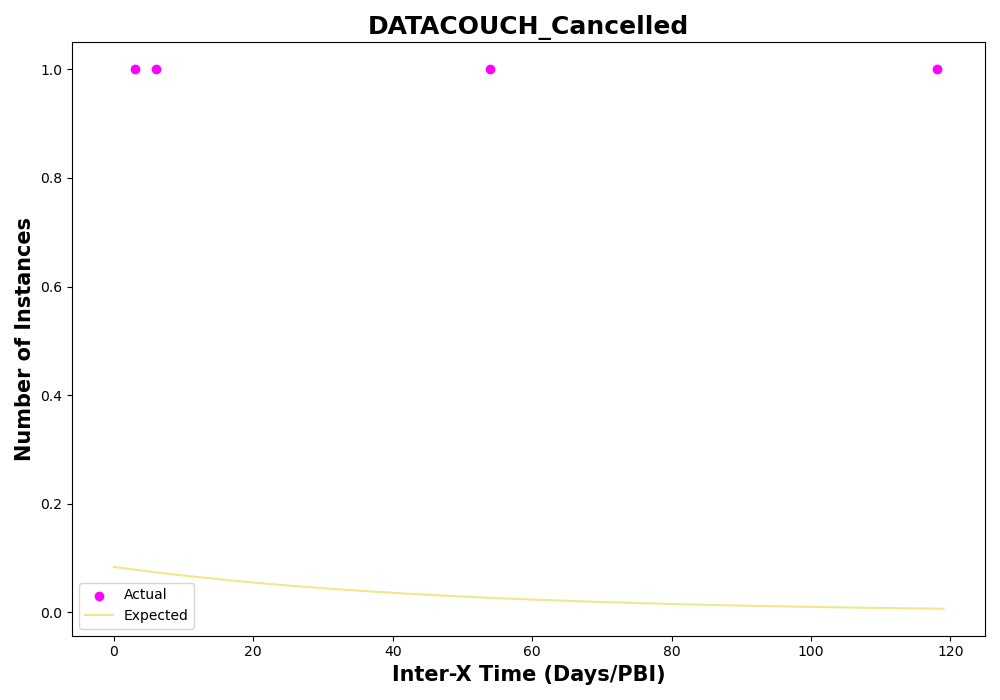 DATACOUCH_Cancelled
Number of Instances
1.0
0.8
0.6
0.4
0.2
0.0
Actual
Expected
0 20 40 60 80 100 120
Inter-X Time (Days/PBI)